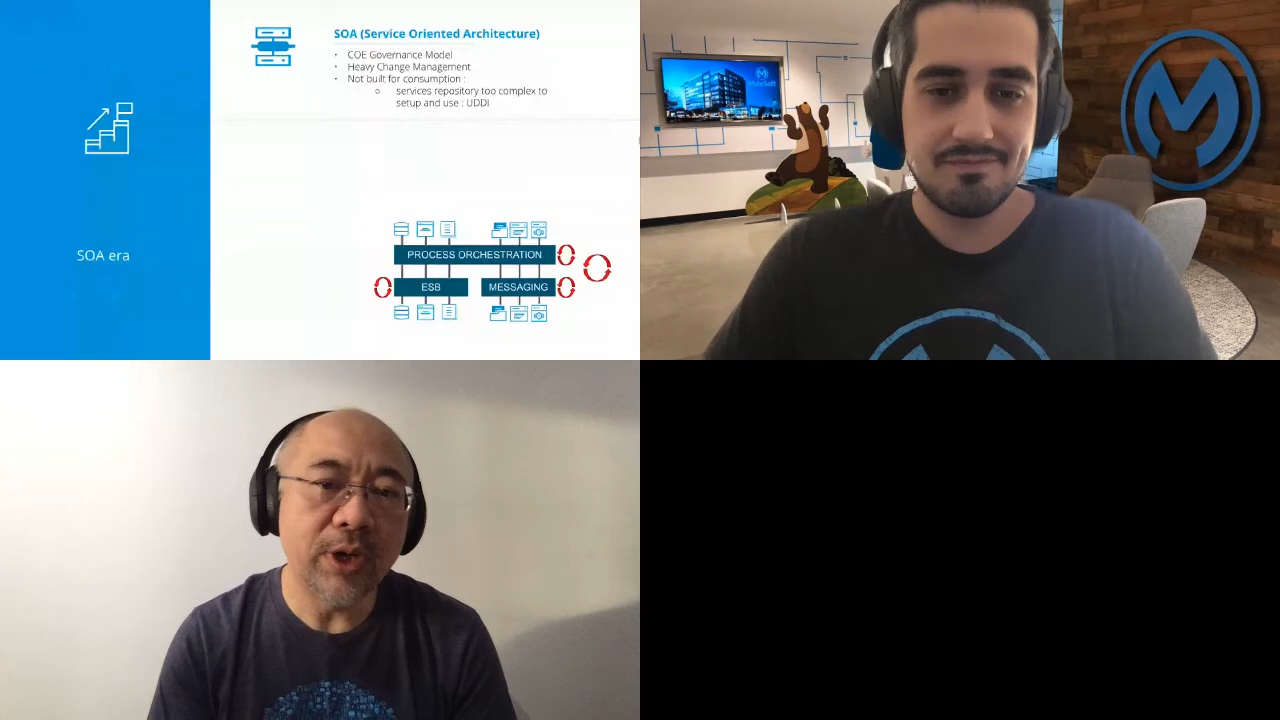 SOA (Service Oriented Architecture)
• COE Governance Model
• Heavy Change Management
• Not built for consumption :
o services repository too complex to
setup and use : UDDI
SOA era
PROCESS ORCHESTRATION
ESB
MESSAGING
MuleSoft